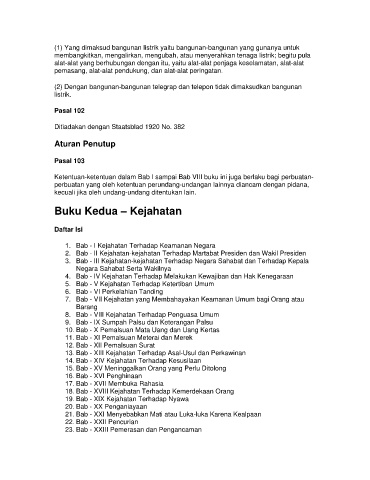 (1) Yang dimaksud bangunan listrik yaitu bangunan-bangunan yang gunanya untuk
membangkitkan, mengalirkan, mengubah, atau menyerahkan tenaga listrik; begitu pula
alat-alat yang berhubungan dengan itu, yaitu alat-alat penjaga keselamatan, alat-alat
pemasang, alat-alat pendukung, dan alat-alat peringatan.
(2) Dengan bangunan-bangunan telegrap dan telepon tidak dimaksudkan bangunan
listrik.
Pasal 102
Ditiadakan dengan Staatsblad 1920 No. 382
Aturan Penutup
Pasal 103
Ketentuan-ketentuan dalam Bab I sampai Bab VIII buku ini juga berlaku bagi perbuatan-
perbuatan yang oleh ketentuan perundang-undangan lainnya diancam dengan pidana,
kecuali jika oleh undang-undang ditentukan lain.
Buku Kedua – Kejahatan
Daftar Isi
1. Bab - I Kejahatan Terhadap Keamanan Negara
2. Bab - II Kejahatan-kejahatan Terhadap Martabat Presiden dan Wakil Presiden
3. Bab - III Kejahatan-kejahatan Terhadap Negara Sahabat dan Terhadap Kepala
Negara Sahabat Serta Wakilnya
4. Bab - IV Kejahatan Terhadap Melakukan Kewajiban dan Hak Kenegaraan
5. Bab - V Kejahatan Terhadap Ketertiban Umum
6. Bab - VI Perkelahian Tanding
7. Bab - VII Kejahatan yang Membahayakan Keamanan Umum bagi Orang atau
Barang
8. Bab - VIII Kejahatan Terhadap Penguasa Umum
9. Bab - IX Sumpah Palsu dan Keterangan Palsu
10. Bab - X Pemalsuan Mata Uang dan Uang Kertas
11. Bab - XI Pemalsuan Meterai dan Merek
12. Bab - XII Pemalsuan Surat
13. Bab - XIII Kejahatan Terhadap Asal-Usul dan Perkawinan
14. Bab - XIV Kejahatan Terhadap Kesusilaan
15. Bab - XV Meninggalkan Orang yang Perlu Ditolong
16. Bab - XVI Penghinaan
17. Bab - XVII Membuka Rahasia
18. Bab - XVIII Kejahatan Terhadap Kemerdekaan Orang
19. Bab - XIX Kejahatan Terhadap Nyawa
20. Bab - XX Penganiayaan
21. Bab - XXI Menyebabkan Mati atau Luka-luka Karena Kealpaan
22. Bab - XXII Pencurian
23. Bab - XXIII Pemerasan dan Pengancaman